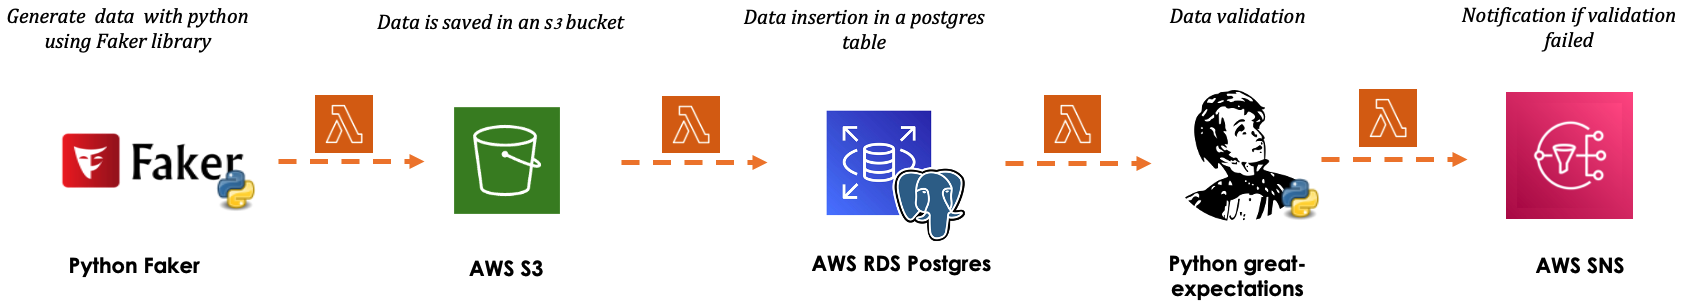 Generate data with python
using Faker library
Data is saved in an s3 bucket
Data insertion in a postgres
table
Data validation
Notification if validation
failed
Faker
Python Faker
AWS S3
AWS RDS Postgres
Python great-
expectations
AWS SNS